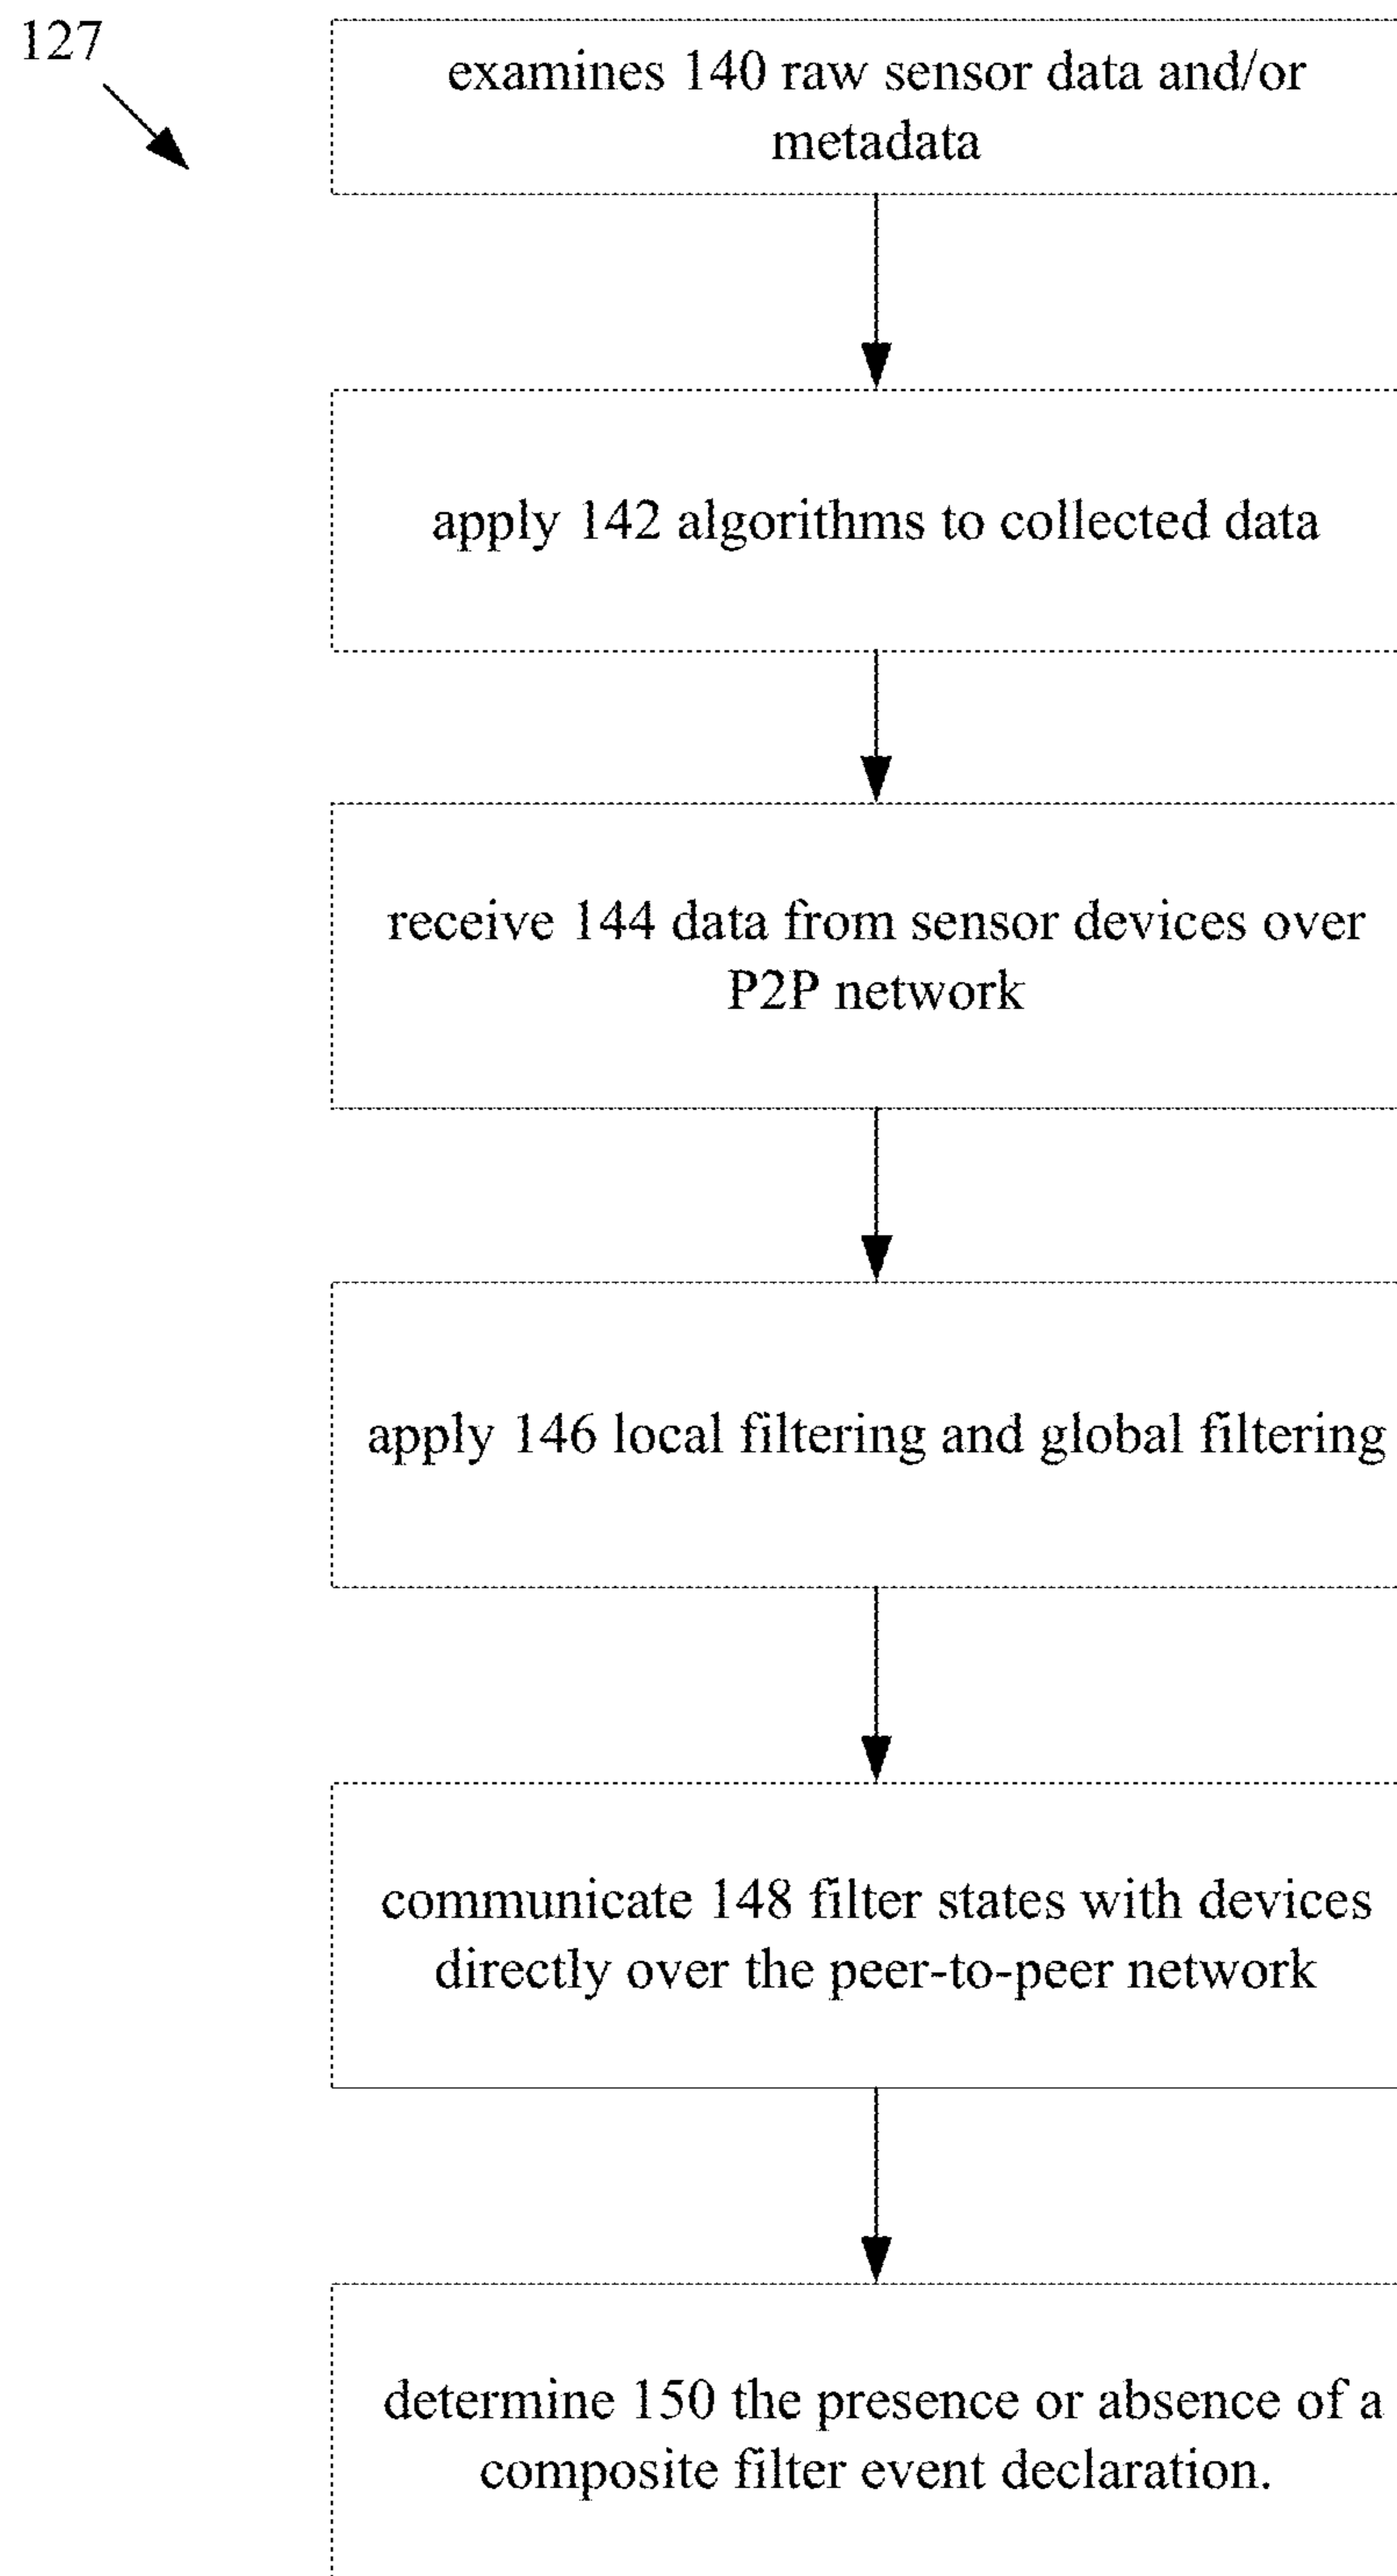 127
examines 140 raw sensor data and/or
metadata
apply 142 algorithms to collected data
receive 144 data from sensor devices over
P2P network
apply 146 local filtering and global filtering
communicate 148 filter states with devices
directly over the peer-to-peer network
determine 150 the presence or absence of a
composite filter event declaration.